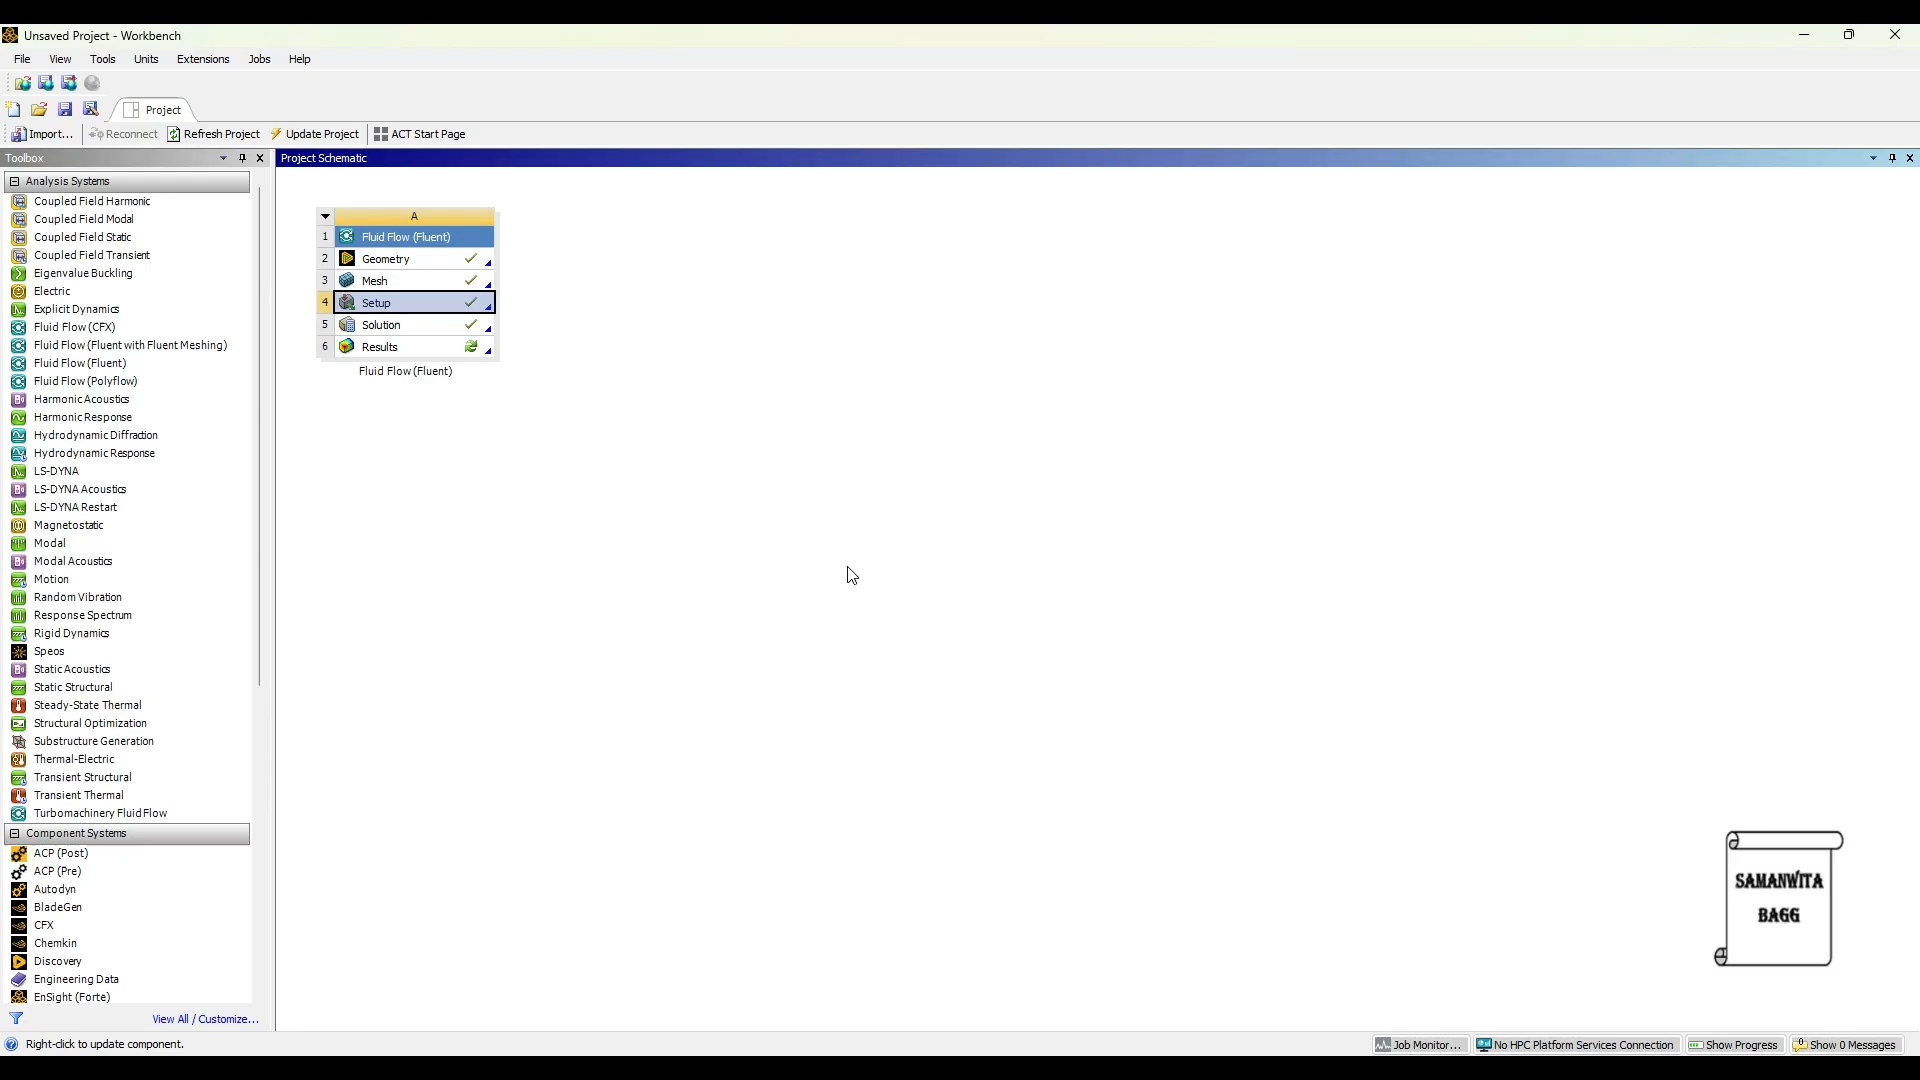 Unsaved Project - Workbench
File View Tools Units Extensions Jobs Help
Project
Import... Reconnect Refresh Project Update Project ACT Start Page
Toolbox
Analysis Systems
Coupled Field Harmonic
Coupled Field Modal
Coupled Field Static
Coupled Field Transient
Eigenvalue Buckling
Electric
Explicit Dynamics
Fluid Flow (CFX)
Fluid Flow (Fluent with Fluent Meshing)
Fluid Flow (Fluent)
Fluid Flow (Polyflow)
Harmonic Acoustics
Harmonic Response
Hydrodynamic Diffraction
Hydrodynamic Response
LS-DYNA
LS-DYNA Acoustics
LS-DYNA Restart
Magnetostatic
Modal
Modal Acoustics
Motion
Random Vibration
Response Spectrum
Rigid Dynamics
Speos
Static Acoustics
Static Structural
Steady-State Thermal
Structural Optimization
Substructure Generation
Thermal-Electric
Transient Structural
Transient Thermal
Turbomachinery Fluid Flow
Component Systems
ACP (Post)
ACP (Pre)
Autodyn
BladeGen
CFX
Chemkin
Discovery
Engineering Data
EnSight (Forte)
View All / Customize...
Project Schematic
A
1 Fluid Flow (Fluent)
2 Geometry
3 Mesh
4 Setup
5 Solution
6 Results
Fluid Flow (Fluent)
SAMANWITA
BAGG
Right-click to update component.
Job Monitor... No HPC Platform Services Connection Show Progress Show 0 Messages